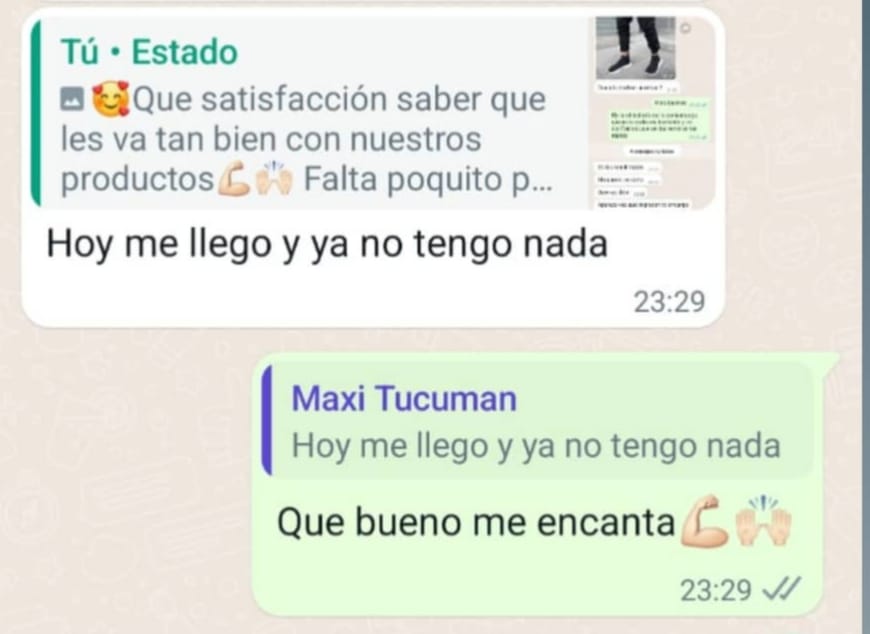 Tú • Estado
🥰Que satisfacción saber que
les va tan bien con nuestros
productos💪🏻🙌🏻 Falta poquito p...
Hoy me llego y ya no tengo nada
23:29
Maxi Tucuman
Hoy me llego y ya no tengo nada
Que bueno me encanta💪🏻🙌🏻
23:29